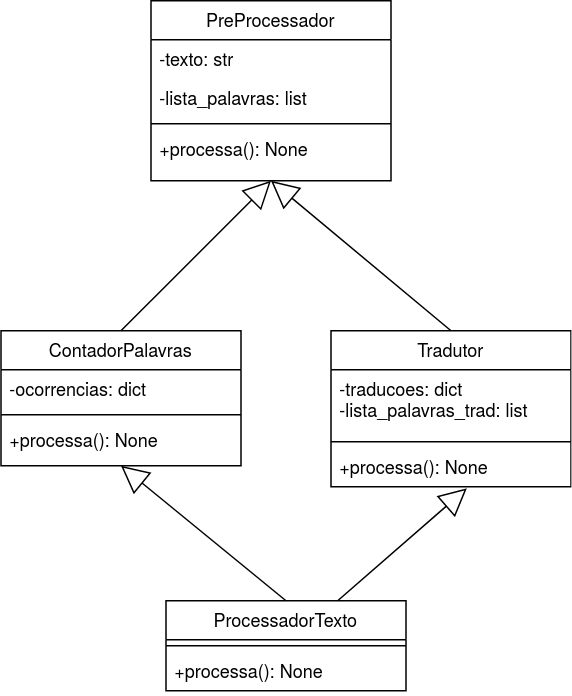 PreProcessador
-texto: str
-lista_palavras: list
+processa(): None
ContadorPalavras
-ocorrencias: dict
+processa(): None
Tradutor
-traducoes: dict
-lista_palavras_trad: list
+processa(): None
ProcessadorTexto
+processa(): None